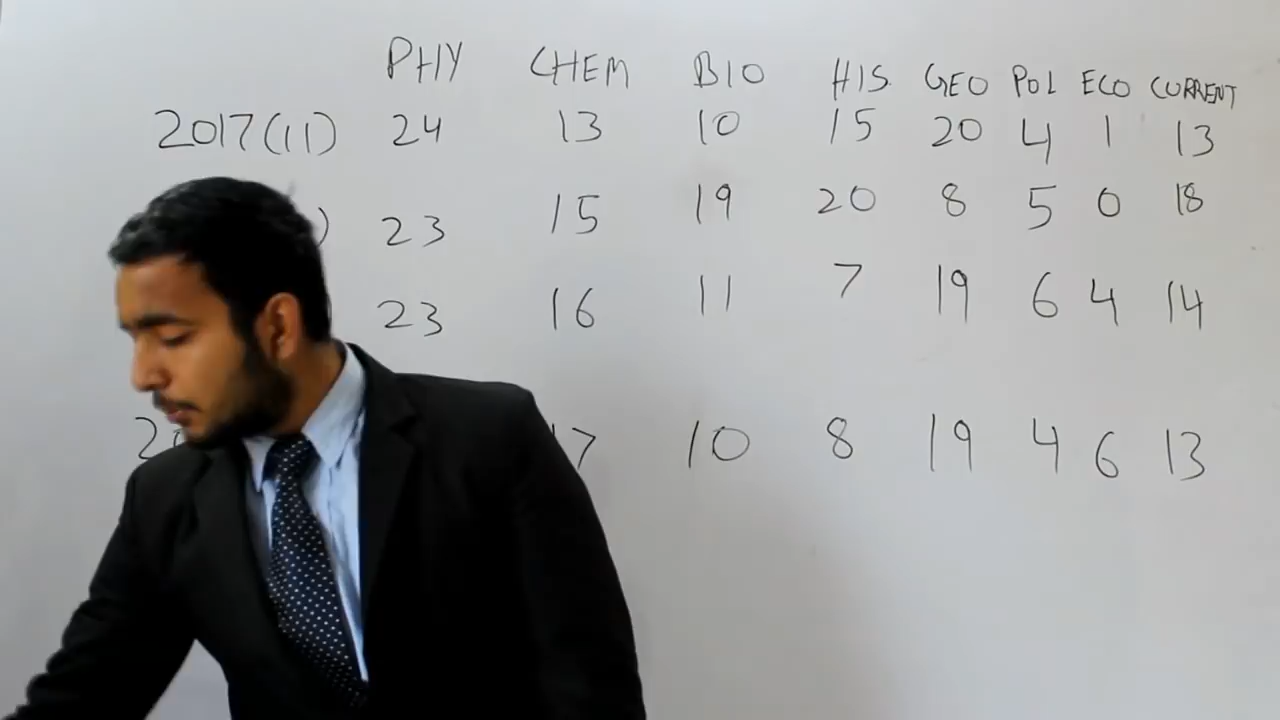 PHY CHEM BIO HIS. GEO POL ECO CURRENT
2017(11) 24 13 10 15 20 4 1 13
) 23 15 19 20 8 5 0 18
23 16 11 7 19 6 4 14
20 17 10 8 19 4 6 13